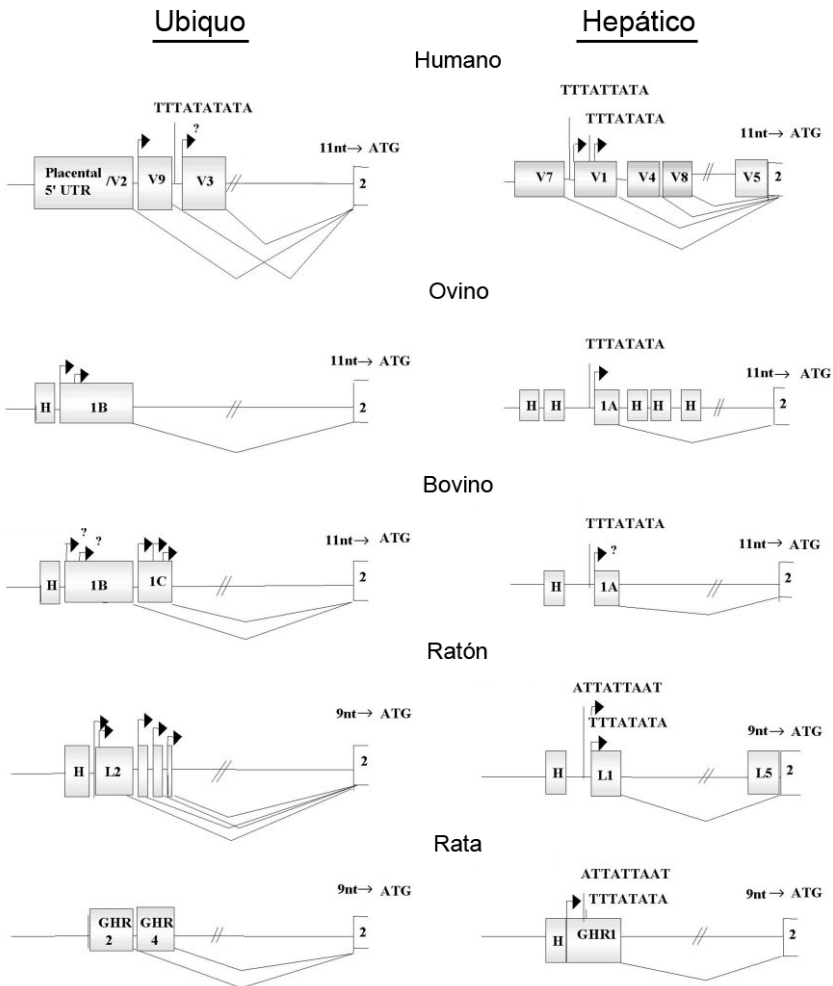 Ubiquo
Hepático
Humano
TTTATATATA
?
11nt→ ATG
Placental
5' UTR /V2
V9
V3
2
TTTATTATA
TTTATATA
11nt→ ATG
V7
V1
V4
V8
V5
2
Ovino
11nt→ ATG
H
1B
2
TTTATATA
11nt→ ATG
H
H
1A
H
H
H
2
Bovino
?
?
11nt→ ATG
H
1B
1C
2
TTTATATA
?
11nt→ ATG
H
1A
2
Ratón
9nt→ ATG
H
L2
2
ATTATTAAT
TTTATATA
9nt→ ATG
H
L1
L5
2
Rata
9nt→ ATG
GHR
2
GHR
4
2
ATTATTAAT
TTTATATA
9nt→ ATG
H
GHR1
2